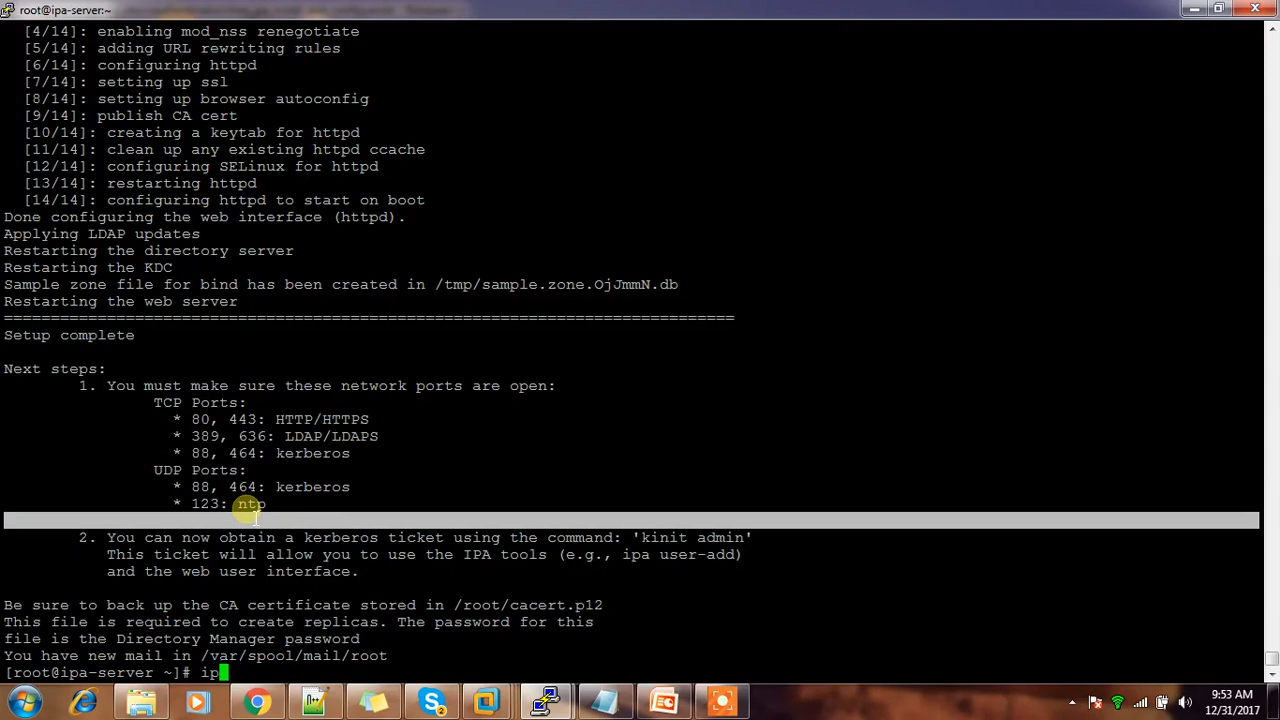 root@ipa-server:~
[4/14]: enabling mod_nss renegotiate
[5/14]: adding URL rewriting rules
[6/14]: configuring httpd
[7/14]: setting up ssl
[8/14]: setting up browser autoconfig
[9/14]: publish CA cert
[10/14]: creating a keytab for httpd
[11/14]: clean up any existing httpd ccache
[12/14]: configuring SELinux for httpd
[13/14]: restarting httpd
[14/14]: configuring httpd to start on boot
Done configuring the web interface (httpd).
Applying LDAP updates
Restarting the directory server
Restarting the KDC
Sample zone file for bind has been created in /tmp/sample.zone.OjJmmN.db
Restarting the web server
==============================================================================
Setup complete
Next steps:
1. You must make sure these network ports are open:
TCP Ports:
* 80, 443: HTTP/HTTPS
* 389, 636: LDAP/LDAPS
* 88, 464: kerberos
UDP Ports:
* 88, 464: kerberos
* 123: ntp
2. You can now obtain a kerberos ticket using the command: 'kinit admin'
This ticket will allow you to use the IPA tools (e.g., ipa user-add)
and the web user interface.
Be sure to back up the CA certificate stored in /root/cacert.p12
This file is required to create replicas. The password for this
file is the Directory Manager password
You have new mail in /var/spool/mail/root
[root@ipa-server ~]# ip
9:53 AM
12/31/2017